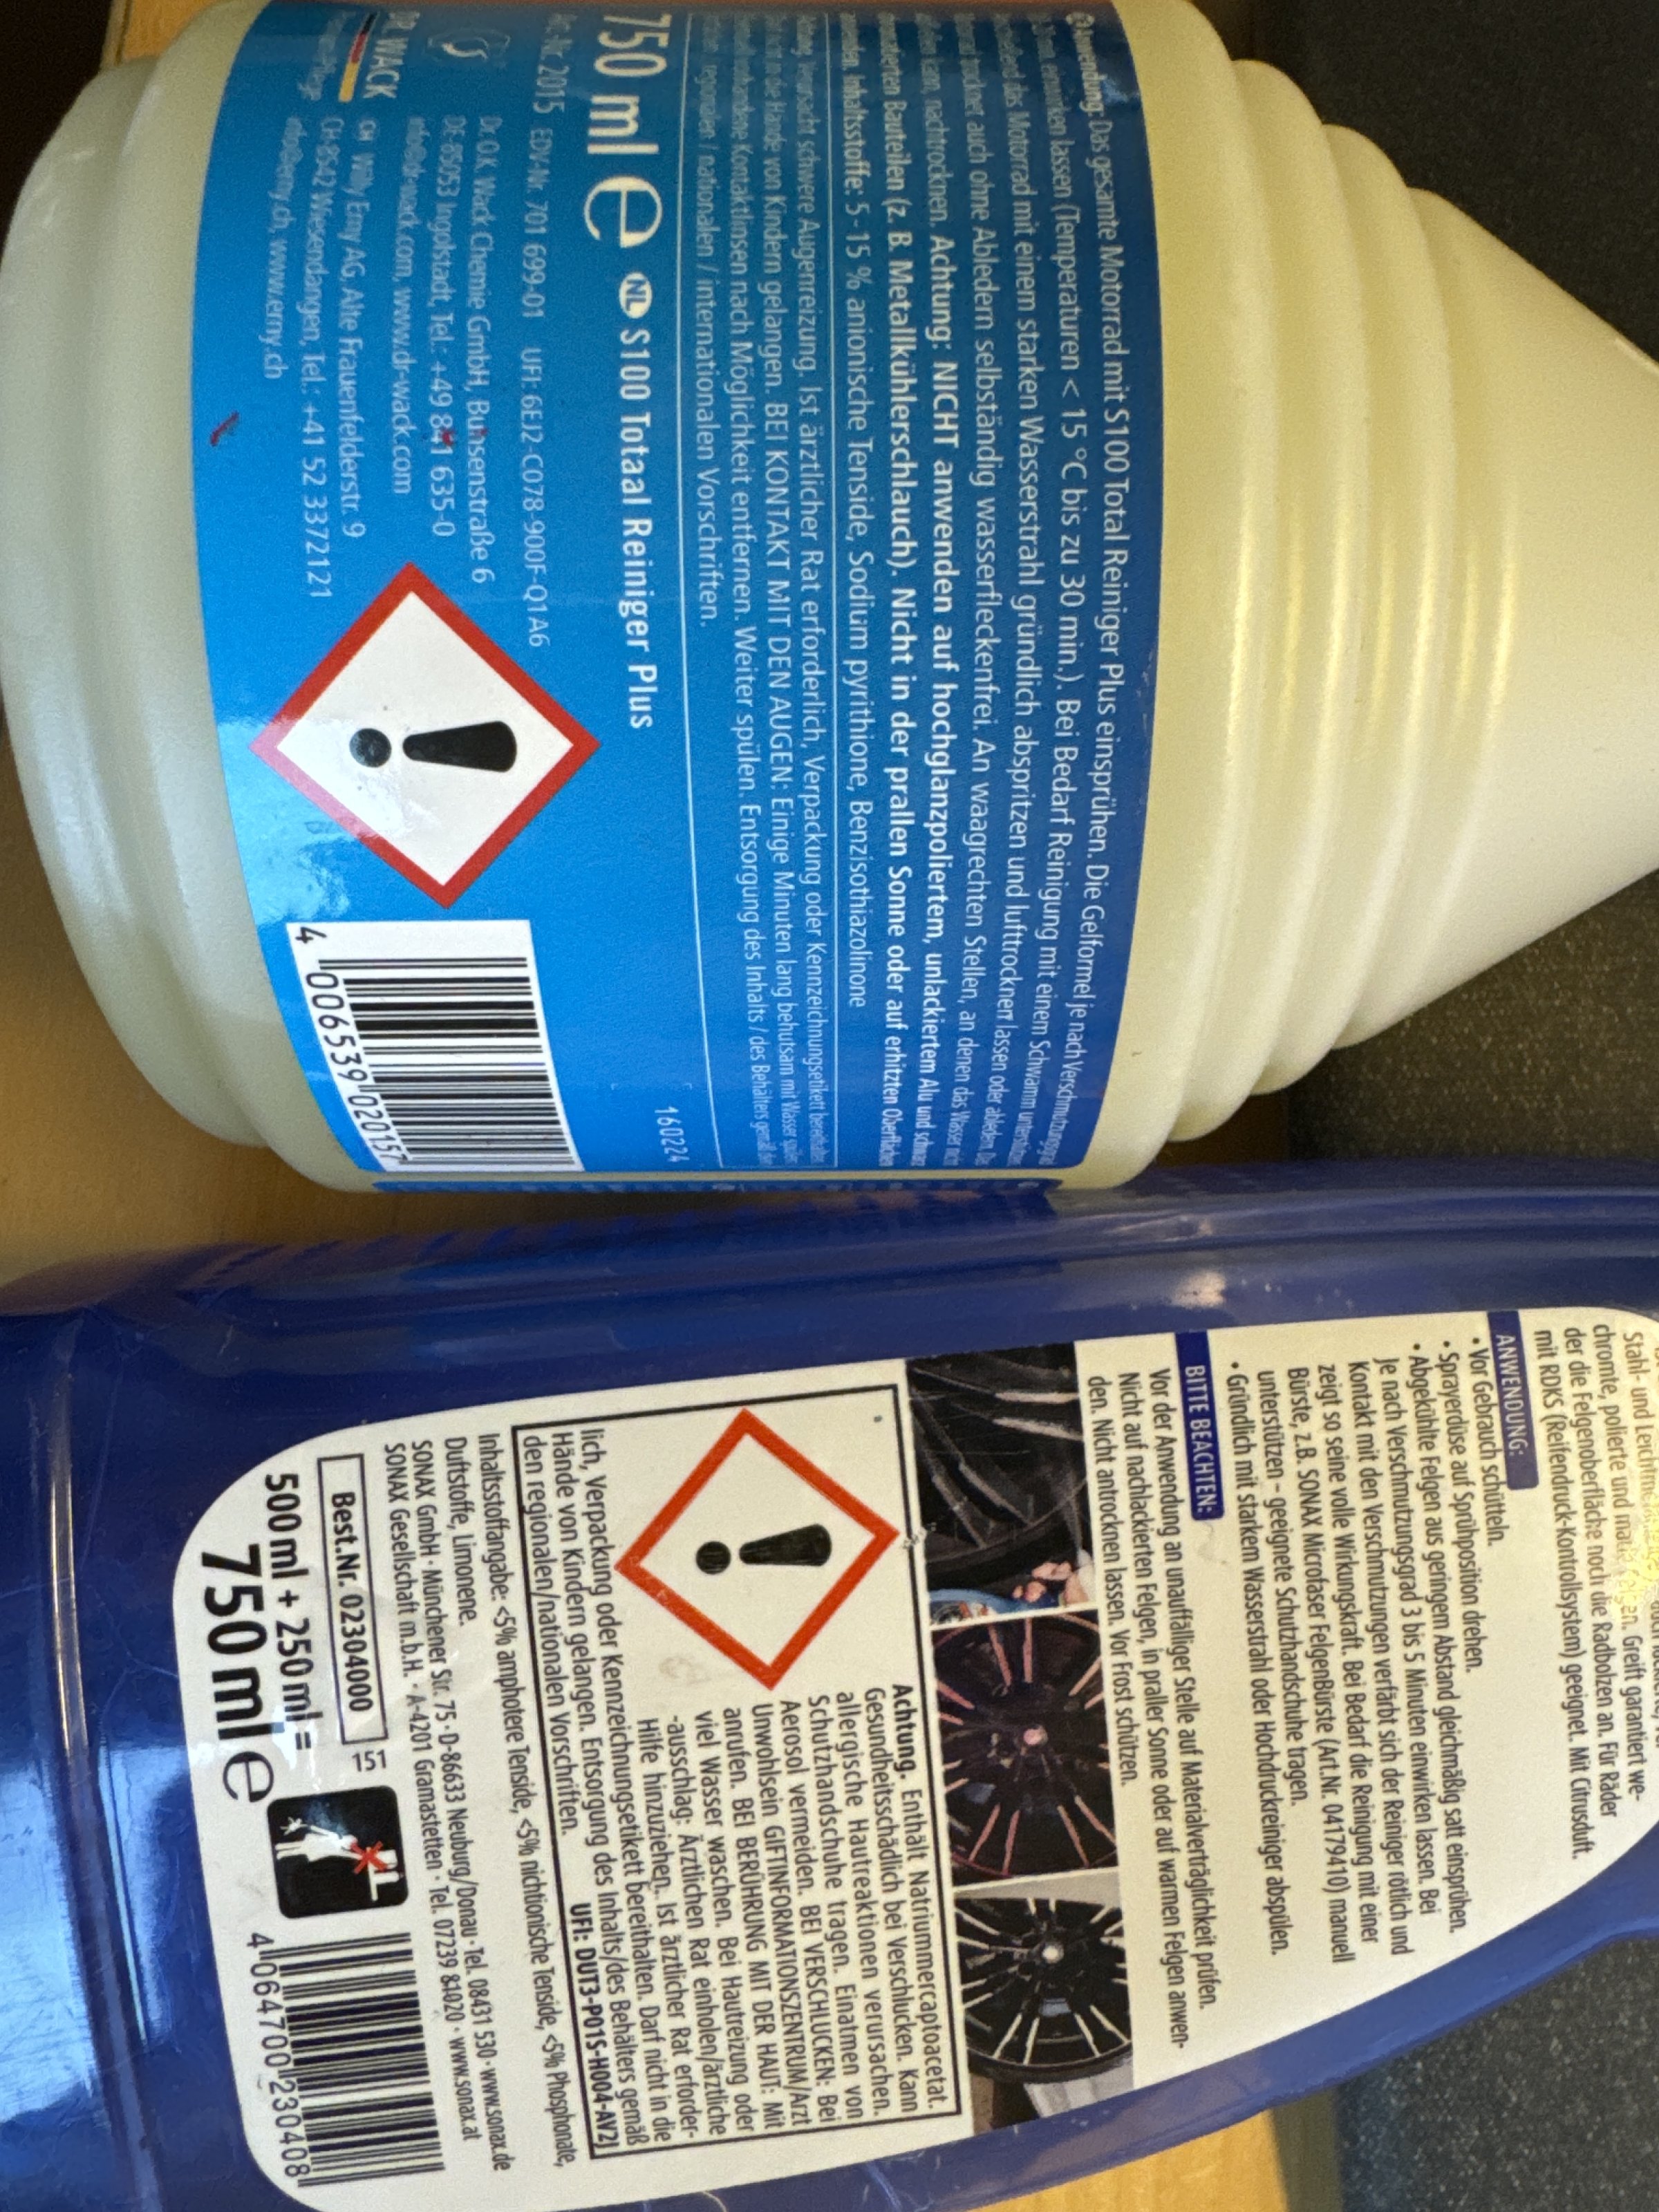 Anwendung: Das gesamte Motorrad mit S100 Total Reiniger Plus einsprühen. Die Gelformel je nach Verschmutzungsgrad
einwirken lassen (Temperaturen < 15 °C bis zu 30 min.). Bei Bedarf Reinigung mit einem Schwamm unterstützen.
das Motorrad mit einem starken Wasserstrahl gründlich abspritzen und lufttrocknen lassen oder abledern. Das
trocknet auch ohne Abledern selbständig wasserfleckenfrei. An waagrechten Stellen, an denen das Wasser nicht
kann, nachtrocknen. Achtung: NICHT anwenden auf hochglanzpoliertem, unlackiertem Alu und schwarz
Bauteilen (z. B. Metallkühlerschlauch). Nicht in der prallen Sonne oder auf erhitzten Oberflächen
Inhaltsstoffe: 5 - 15 % anionische Tenside, Sodium pyrithione, Benzisothiazolinone
Verursacht schwere Augenreizung. Ist ärztlicher Rat erforderlich, Verpackung oder Kennzeichnungsetikett bereithalten.
Hände von Kindern gelangen. BEI KONTAKT MIT DEN AUGEN: Einige Minuten lang behutsam mit Wasser spülen.
vorhandene Kontaktlinsen nach Möglichkeit entfernen. Weiter spülen. Entsorgung des Inhalts / des Behälters gemäß den
regionalen / nationalen / internationalen Vorschriften.
160224
750 ml e NL S100 Totaal Reiniger Plus
2015 EDV-Nr. 701 699-01 UFI: 6EJ2-C078-900F-Q1A6
Dr. O.K. Wack Chemie GmbH, Bunsenstraße 6
DE-85053 Ingolstadt, Tel.: +49 841 635-0
info@dr-wack.com, www.dr-wack.com
DR. WACK
CH Willy Erny AG, Alte Frauenfelderstr. 9
CH-8542 Wiesendangen, Tel.: +41 52 3372121
info@erny.ch, www.erny.ch
4 006539 020157
Stahl- und
chromte, polierte und matte Felgen. Greift garantiert we-
der die Felgenoberfläche noch die Radbolzen an. Für Räder
mit RDKS (Reifendruck-Kontrollsystem) geeignet. Mit Citrusduft.
ANWENDUNG:
• Vor Gebrauch schütteln.
• Sprayerdüse auf Sprühposition drehen.
• Abgekühlte Felgen aus geringem Abstand gleichmäßig satt einsprühen.
Je nach Verschmutzungsgrad 3 bis 5 Minuten einwirken lassen. Bei
Kontakt mit den Verschmutzungen verfärbt sich der Reiniger rötlich und
zeigt so seine volle Wirkungskraft. Bei Bedarf die Reinigung mit einer
Bürste, z.B. SONAX Microfaser FelgenBürste (Art.Nr. 04179410) manuell
unterstützen – geeignete Schutzhandschuhe tragen.
• Gründlich mit starkem Wasserstrahl oder Hochdruckreiniger abspülen.
BITTE BEACHTEN:
Vor der Anwendung an unauffälliger Stelle auf Materialverträglichkeit prüfen.
Nicht auf nachlackierten Felgen, in praller Sonne oder auf warmen Felgen anwen-
den. Nicht antrocknen lassen. Vor Frost schützen.
Achtung. Enthält Natriummercaptoacetat.
Gesundheitsschädlich bei Verschlucken. Kann
allergische Hautreaktionen verursachen.
Schutzhandschuhe tragen. Einatmen von
Aerosol vermeiden. BEI VERSCHLUCKEN: Bei
Unwohlsein GIFTINFORMATIONSZENTRUM/Arzt
anrufen. BEI BERÜHRUNG MIT DER HAUT: Mit
viel Wasser waschen. Bei Hautreizung oder
-ausschlag: Ärztlichen Rat einholen/ärztliche
Hilfe hinzuziehen. Ist ärztlicher Rat erforder-
lich, Verpackung oder Kennzeichnungsetikett bereithalten. Darf nicht in die
Hände von Kindern gelangen. Entsorgung des Inhalts/des Behälters gemäß
den regionalen/nationalen Vorschriften. UFI: DUT3-P01S-H004-AV2J
Inhaltsstoffangabe: <5% amphotere Tenside, <5% nichtionische Tenside, <5% Phosphonate,
Duftstoffe, Limonene.
SONAX GmbH · Münchener Str. 75 · D-86633 Neuburg/Donau · Tel. 08431 530 · www.sonax.de
SONAX Gesellschaft m.b.H. · A-4201 Gramastetten · Tel. 07239 81020 · www.sonax.at
Best.Nr. 02304000
151
500 ml + 250 ml =
750 ml e
4 064700 230408